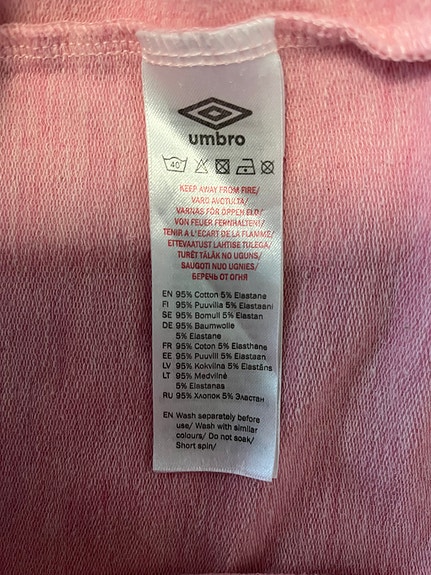 umbro
40
KEEP AWAY FROM FIRE/
VARO AVOTULTA/
VARNAS FÖR ÖPPEN ELD/
VON FEUER FERNHALTEN/
TENIR A L'ECART DE LA FLAMME/
ETTEVAATUST LAHTISE TULEGA/
TURĒT TĀLĀK NO UGUNS/
SAUGOTI NUO UGNIES/
БЕРЕЧЬ ОТ ОГНЯ
EN 95% Cotton 5% Elastane
FI 95% Puuvilla 5% Elastaani
SE 95% Bomull 5% Elastan
DE 95% Baumwolle
5% Elastane
FR 95% Coton 5% Elasthane
EE 95% Puuvill 5% Elastaan
LV 95% Kokvilna 5% Elastāns
LT 95% Medvilnė
5% Elastanas
RU 95% Хлопок 5% Эластан
EN Wash separately before
use/ Wash with similar
colours/ Do not soak/
Short spin/